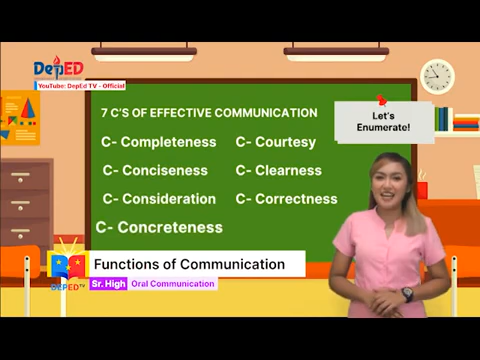 DepED
YouTube: DepEd TV - Official
7 C'S OF EFFECTIVE COMMUNICATION
C- Completeness
C- Courtesy
C- Conciseness
C- Clearness
C- Consideration
C- Correctness
C- Concreteness
Let's
Enumerate!
Functions of Communication
DEPED TV
Sr. High
Oral Communication